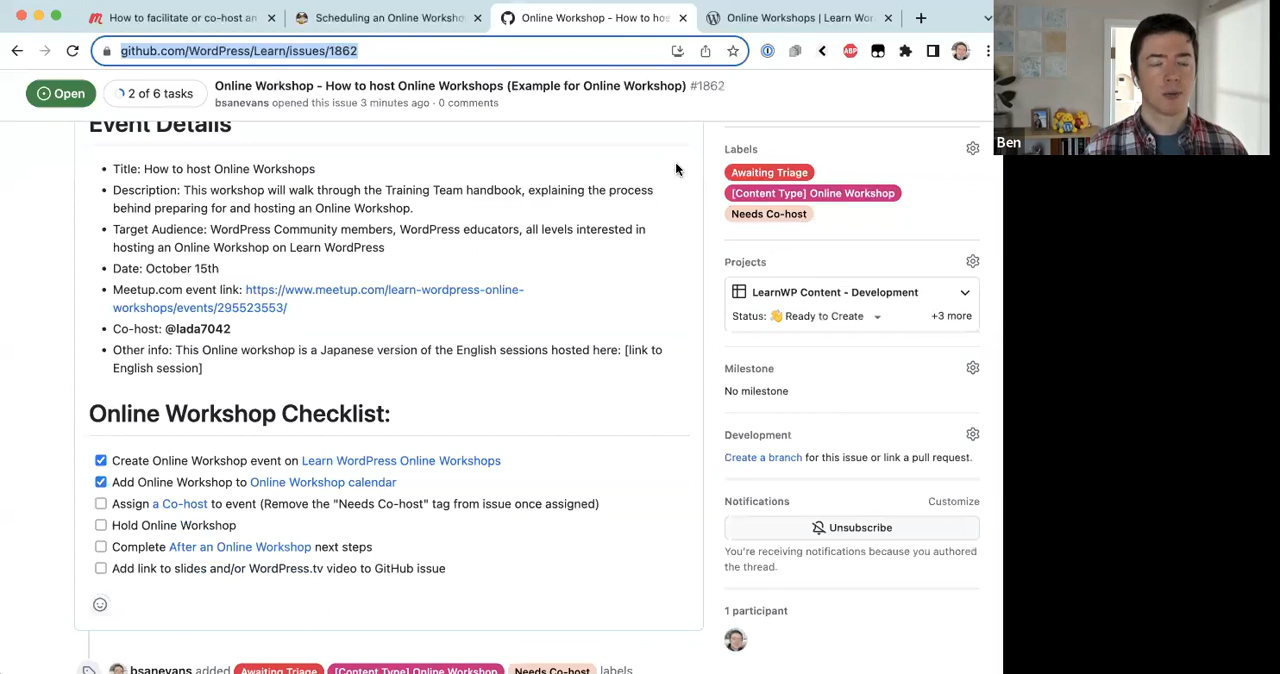 How to facilitate or co-host an
Scheduling an Online Worksho
Online Workshop - How to hos
Online Workshops | Learn Wor
github.com/WordPress/Learn/issues/1862
ABP
Open
2 of 6 tasks
Online Workshop - How to host Online Workshops (Example for Online Workshop) #1862
bsanevans opened this issue 3 minutes ago · 0 comments
Ben
Event Details
• Title: How to host Online Workshops
• Description: This workshop will walk through the Training Team handbook, explaining the process
behind preparing for and hosting an Online Workshop.
• Target Audience: WordPress Community members, WordPress educators, all levels interested in
hosting an Online Workshop on Learn WordPress
• Date: October 15th
• Meetup.com event link: https://www.meetup.com/learn-wordpress-online-
workshops/events/295523553/
• Co-host: @lada7042
• Other info: This Online workshop is a Japanese version of the English sessions hosted here: [link to
English session]
Online Workshop Checklist:
Create Online Workshop event on Learn WordPress Online Workshops
Add Online Workshop to Online Workshop calendar
Assign a Co-host to event (Remove the "Needs Co-host" tag from issue once assigned)
Hold Online Workshop
Complete After an Online Workshop next steps
Add link to slides and/or WordPress.tv video to GitHub issue
bsanevans added Awaiting Triage [Content Type] Online Workshop Needs Co-host labels
Labels
Awaiting Triage
[Content Type] Online Workshop
Needs Co-host
Projects
LearnWP Content - Development
Status: 👋 Ready to Create +3 more
Milestone
No milestone
Development
Create a branch for this issue or link a pull request.
Notifications Customize
Unsubscribe
You're receiving notifications because you authored
the thread.
1 participant